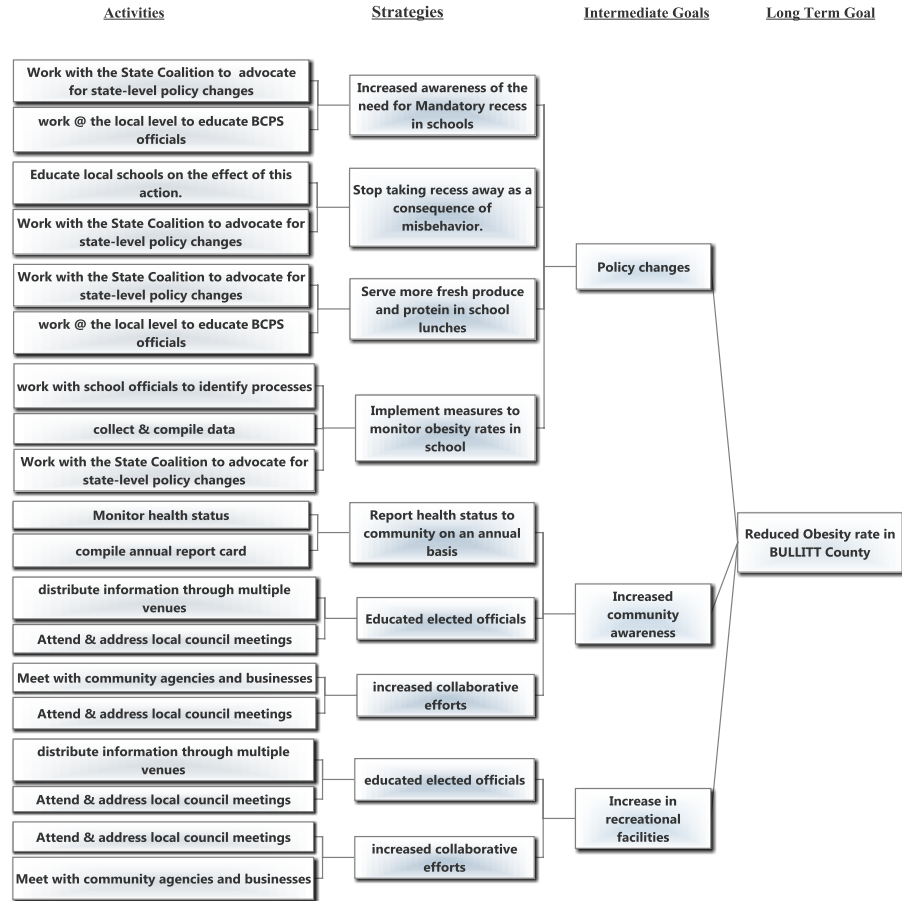 Activities
Strategies
Intermediate Goals
Long Term Goal
Work with the State Coalition to advocate
for state-level policy changes
work @ the local level to educate BCPS
officials
Increased awareness of the
need for Mandatory recess
in schools
Educate local schools on the effect of this
action.
Work with the State Coalition to advocate for
state-level policy changes
Stop taking recess away as a
consequence of
misbehavior.
Work with the State Coalition to advocate for
state-level policy changes
work @ the local level to educate BCPS
officials
Serve more fresh produce
and protein in school
lunches
work with school officials to identify processes
collect & compile data
Work with the State Coalition to advocate for
state-level policy changes
Implement measures to
monitor obesity rates in
school
Policy changes
Monitor health status
compile annual report card
Report health status to
community on an annual
basis
distribute information through multiple
venues
Attend & address local council meetings
Educated elected officials
Meet with community agencies and businesses
Attend & address local council meetings
increased collaborative
efforts
Increased
community
awareness
distribute information through multiple
venues
Attend & address local council meetings
educated elected officials
Attend & address local council meetings
Meet with community agencies and businesses
increased collaborative
efforts
Increase in
recreational
facilities
Reduced Obesity rate in
BULLITT County